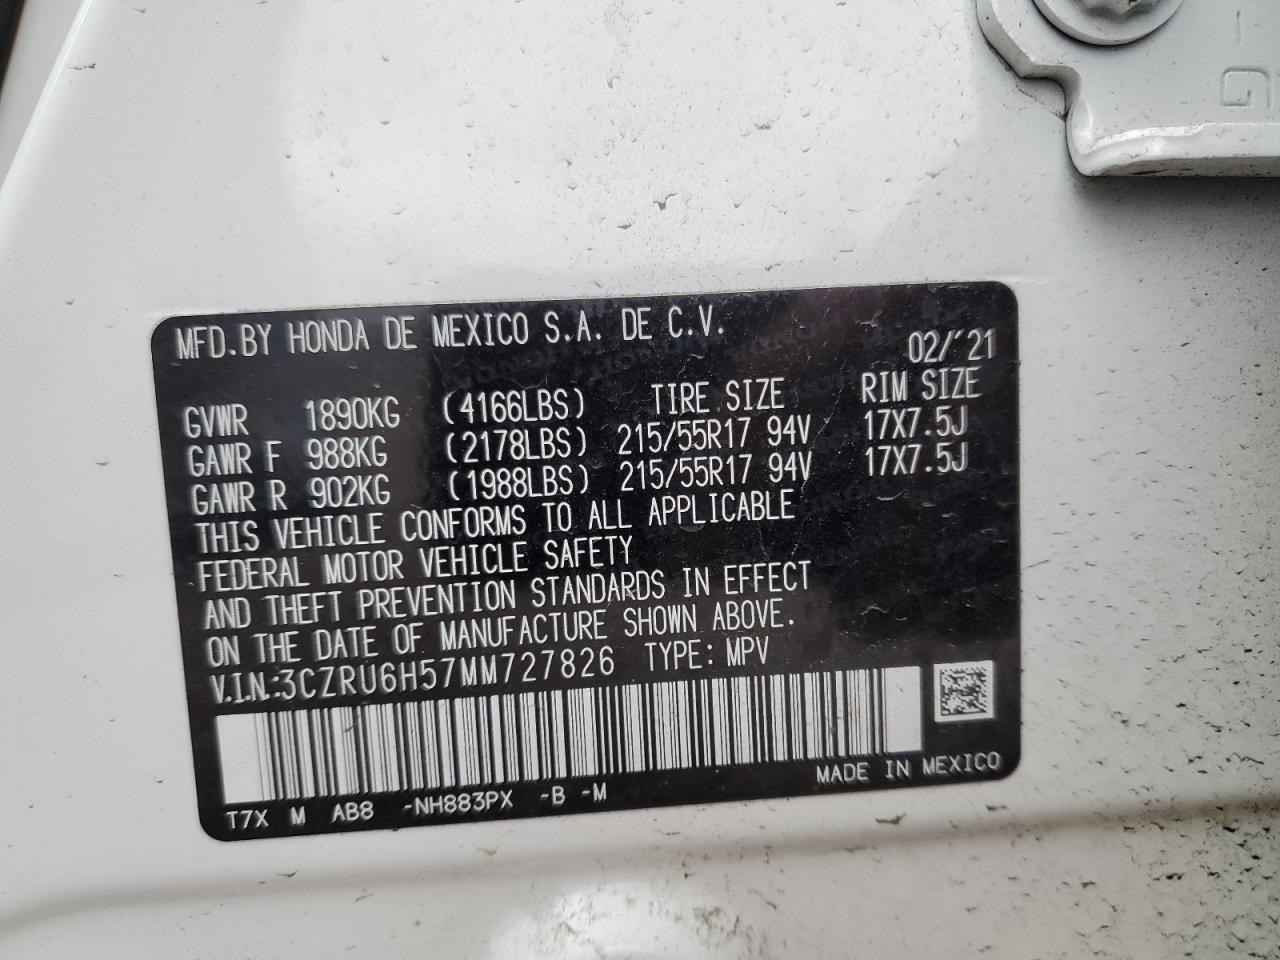 MFD.BY HONDA DE MEXICO S.A. DE C.V.
02/'21
GVWR 1890KG (4166LBS) TIRE SIZE RIM SIZE
GAWR F 988KG (2178LBS) 215/55R17 94V 17X7.5J
GAWR R 902KG (1988LBS) 215/55R17 94V 17X7.5J
THIS VEHICLE CONFORMS TO ALL APPLICABLE
FEDERAL MOTOR VEHICLE SAFETY
AND THEFT PREVENTION STANDARDS IN EFFECT
ON THE DATE OF MANUFACTURE SHOWN ABOVE.
V.I.N.:3CZRU6H57MM727826 TYPE: MPV
MADE IN MEXICO
T7X M AB8 -NH883PX -B -M